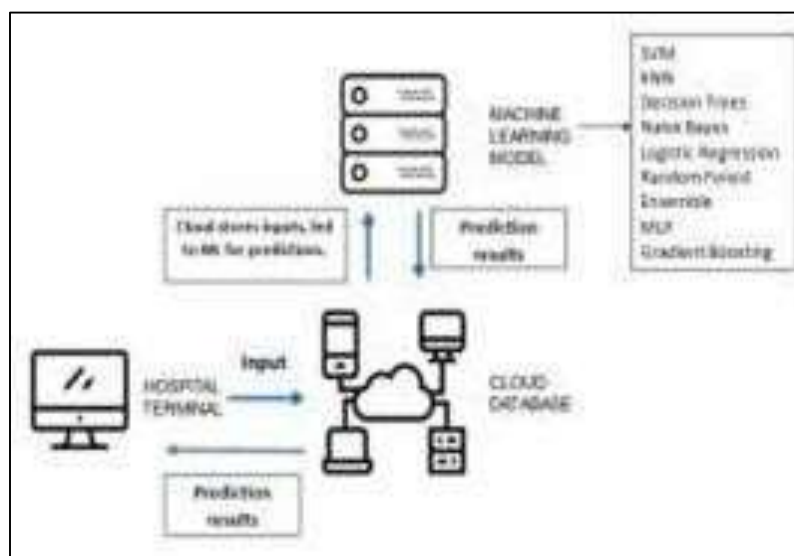 SVM
KNN
Decision Trees
Naive Bayes
Logistic Regression
Random Forest
Ensemble
MLP
Gradient Boosting
MACHINE
LEARNING
MODEL
Cloud stores inputs, fed
to ML for predictions.
Prediction
results
Input
HOSPITAL
TERMINAL
CLOUD
DATABASE
Prediction
results